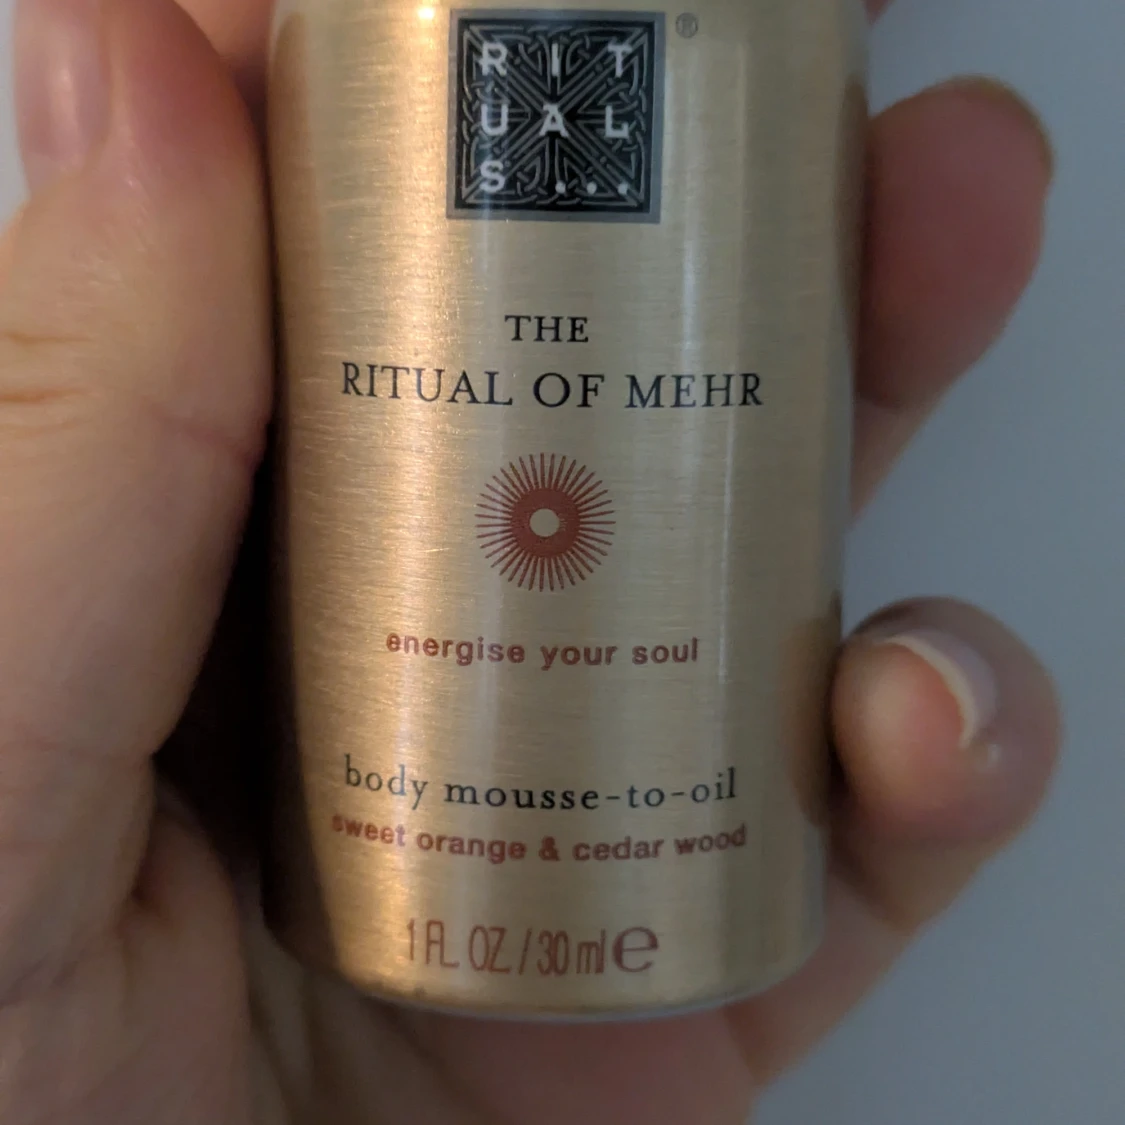 RIT
UAL
S...
®
THE
RITUAL OF MEHR
energise your soul
body mousse-to-oil
sweet orange & cedar wood
1 FL OZ / 30 ml e